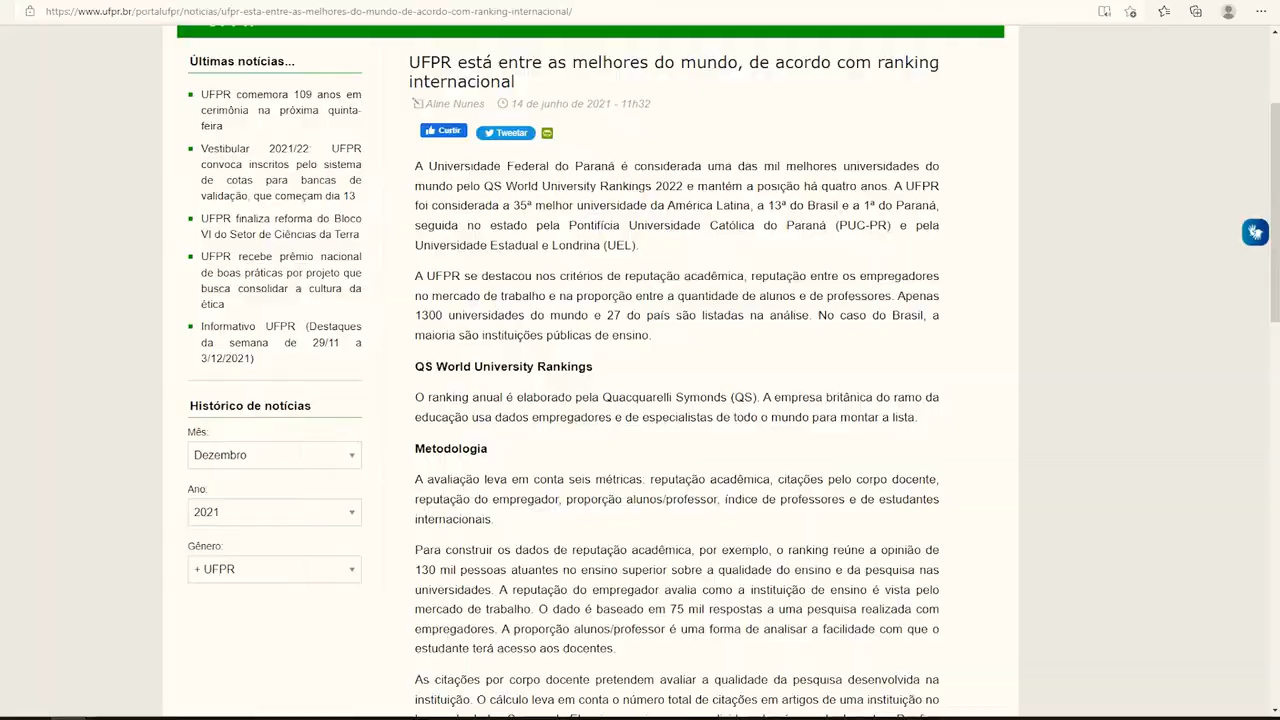 https://www.ufpr.br/portalufpr/noticias/ufpr-esta-entre-as-melhores-do-mundo-de-acordo-com-ranking-internacional/
Últimas notícias...
UFPR comemora 109 anos em
cerimônia na próxima quinta-
feira
Vestibular 2021/22: UFPR
convoca inscritos pelo sistema
de cotas para bancas de
validação, que começam dia 13
UFPR finaliza reforma do Bloco
VI do Setor de Ciências da Terra
UFPR recebe prêmio nacional
de boas práticas por projeto que
busca consolidar a cultura da
ética
Informativo UFPR (Destaques
da semana de 29/11 a
3/12/2021)
Histórico de notícias
Mês:
Dezembro
Ano:
2021
Gênero:
+ UFPR
UFPR está entre as melhores do mundo, de acordo com ranking
internacional
Aline Nunes 14 de junho de 2021 - 11h32
Curtir Tweetar
A Universidade Federal do Paraná é considerada uma das mil melhores universidades do
mundo pelo QS World University Rankings 2022 e mantém a posição há quatro anos. A UFPR
foi considerada a 35ª melhor universidade da América Latina, a 13ª do Brasil e a 1ª do Paraná,
seguida no estado pela Pontifícia Universidade Católica do Paraná (PUC-PR) e pela
Universidade Estadual e Londrina (UEL).
A UFPR se destacou nos critérios de reputação acadêmica, reputação entre os empregadores
no mercado de trabalho e na proporção entre a quantidade de alunos e de professores. Apenas
1300 universidades do mundo e 27 do país são listadas na análise. No caso do Brasil, a
maioria são instituições públicas de ensino.
QS World University Rankings
O ranking anual é elaborado pela Quacquarelli Symonds (QS). A empresa britânica do ramo da
educação usa dados empregadores e de especialistas de todo o mundo para montar a lista.
Metodologia
A avaliação leva em conta seis métricas: reputação acadêmica, citações pelo corpo docente,
reputação do empregador, proporção alunos/professor, índice de professores e de estudantes
internacionais.
Para construir os dados de reputação acadêmica, por exemplo, o ranking reúne a opinião de
130 mil pessoas atuantes no ensino superior sobre a qualidade do ensino e da pesquisa nas
universidades. A reputação do empregador avalia como a instituição de ensino é vista pelo
mercado de trabalho. O dado é baseado em 75 mil respostas a uma pesquisa realizada com
empregadores. A proporção alunos/professor é uma forma de analisar a facilidade com que o
estudante terá acesso aos docentes.
As citações por corpo docente pretendem avaliar a qualidade da pesquisa desenvolvida na
instituição. O cálculo leva em conta o número total de citações em artigos de uma instituição no